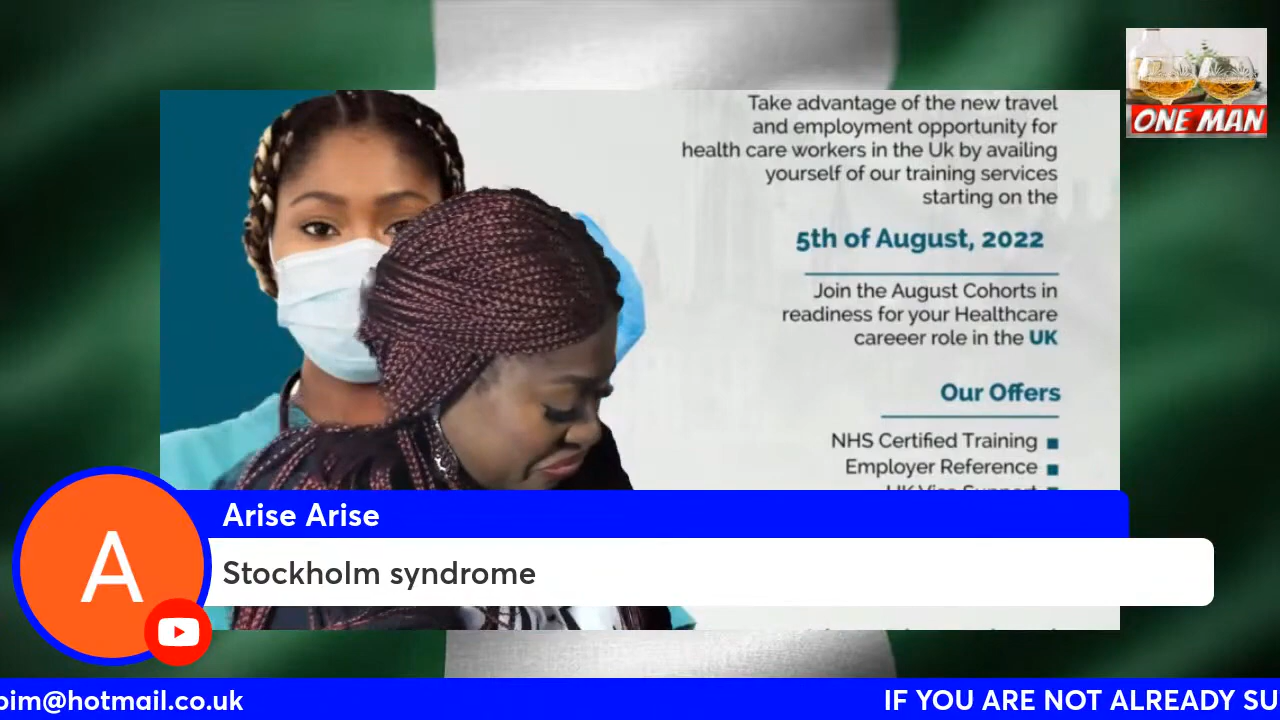 ONE MAN
Take advantage of the new travel
and employment opportunity for
health care workers in the Uk by availing
yourself of our training services
starting on the
5th of August, 2022
Join the August Cohorts in
readiness for your Healthcare
careeer role in the UK
Our Offers
NHS Certified Training
Employer Reference
UK Visa Support
Arise Arise
A
Stockholm syndrome
pim@hotmail.co.uk
IF YOU ARE NOT ALREADY SU